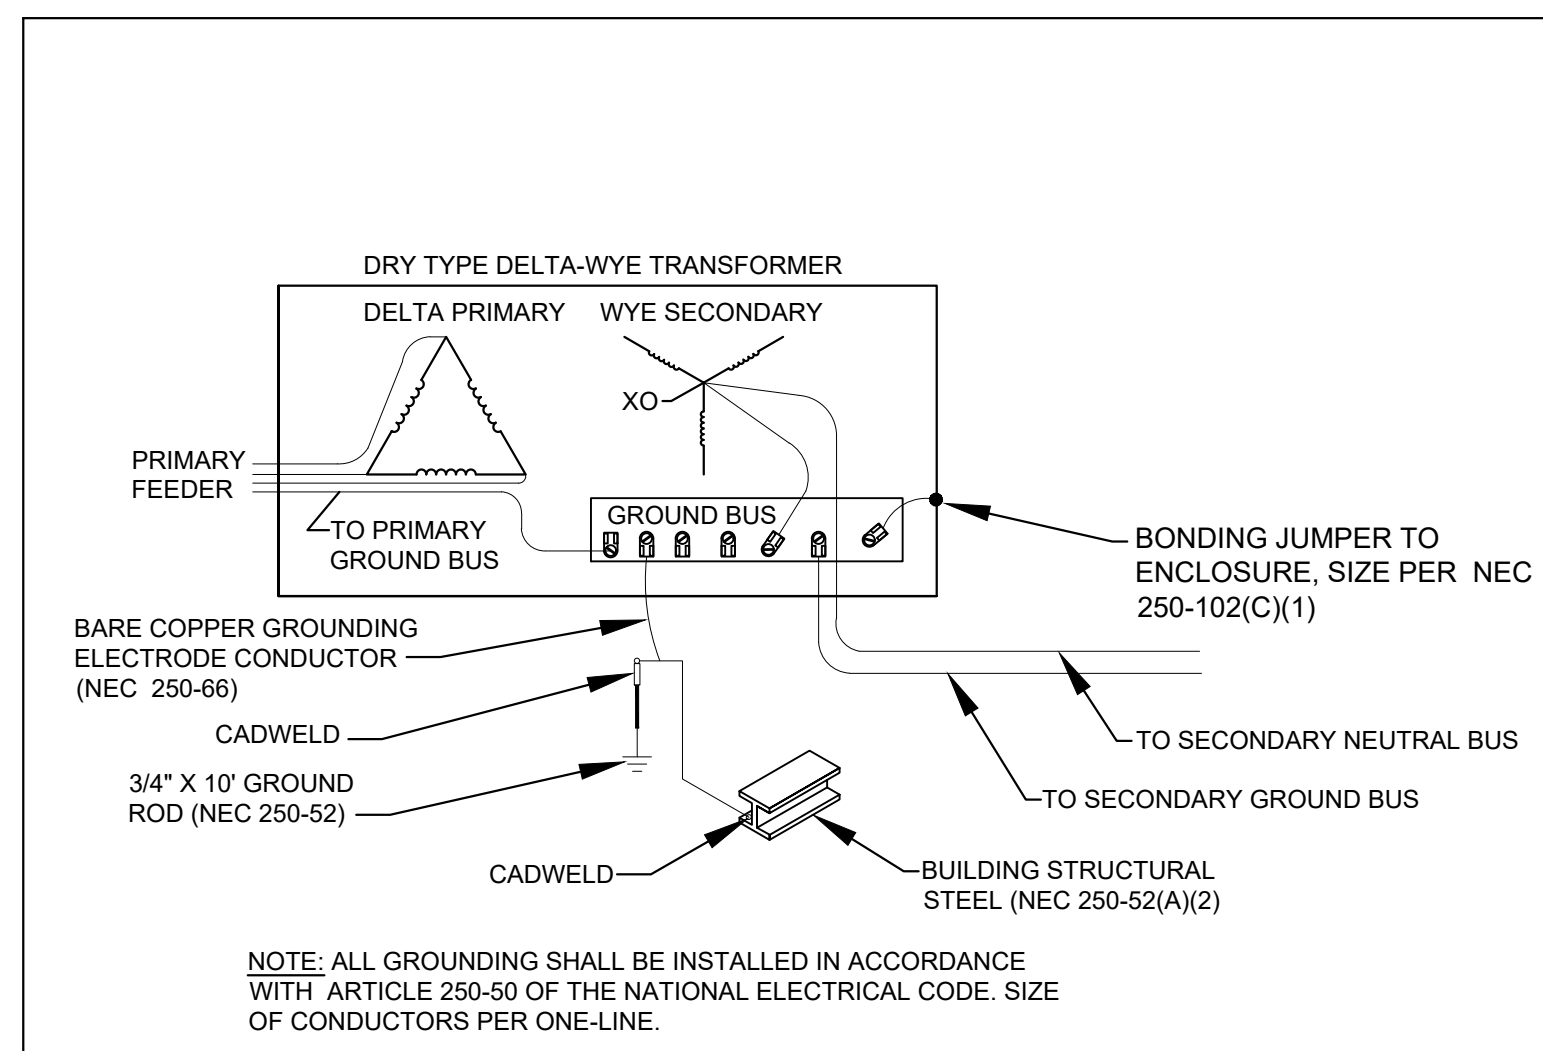 DRY TYPE DELTA-WYE TRANSFORMER
DELTA PRIMARY
WYE SECONDARY
XO
PRIMARY
FEEDER
TO PRIMARY
GROUND BUS
GROUND BUS
BONDING JUMPER TO
ENCLOSURE, SIZE PER NEC
250-102(C)(1)
BARE COPPER GROUNDING
ELECTRODE CONDUCTOR
(NEC 250-66)
CADWELD
3/4" X 10' GROUND
ROD (NEC 250-52)
TO SECONDARY NEUTRAL BUS
TO SECONDARY GROUND BUS
CADWELD
BUILDING STRUCTURAL
STEEL (NEC 250-52(A)(2)
NOTE: ALL GROUNDING SHALL BE INSTALLED IN ACCORDANCE
WITH ARTICLE 250-50 OF THE NATIONAL ELECTRICAL CODE. SIZE
OF CONDUCTORS PER ONE-LINE.